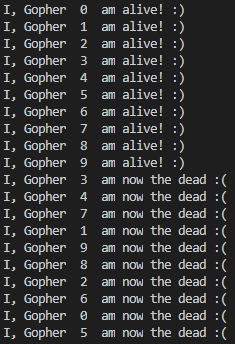 I, Gopher  0  am alive! :)
I, Gopher  1  am alive! :)
I, Gopher  2  am alive! :)
I, Gopher  3  am alive! :)
I, Gopher  4  am alive! :)
I, Gopher  5  am alive! :)
I, Gopher  6  am alive! :)
I, Gopher  7  am alive! :)
I, Gopher  8  am alive! :)
I, Gopher  9  am alive! :)
I, Gopher  3  am now the dead :(
I, Gopher  4  am now the dead :(
I, Gopher  7  am now the dead :(
I, Gopher  1  am now the dead :(
I, Gopher  9  am now the dead :(
I, Gopher  8  am now the dead :(
I, Gopher  2  am now the dead :(
I, Gopher  6  am now the dead :(
I, Gopher  0  am now the dead :(
I, Gopher  5  am now the dead :(